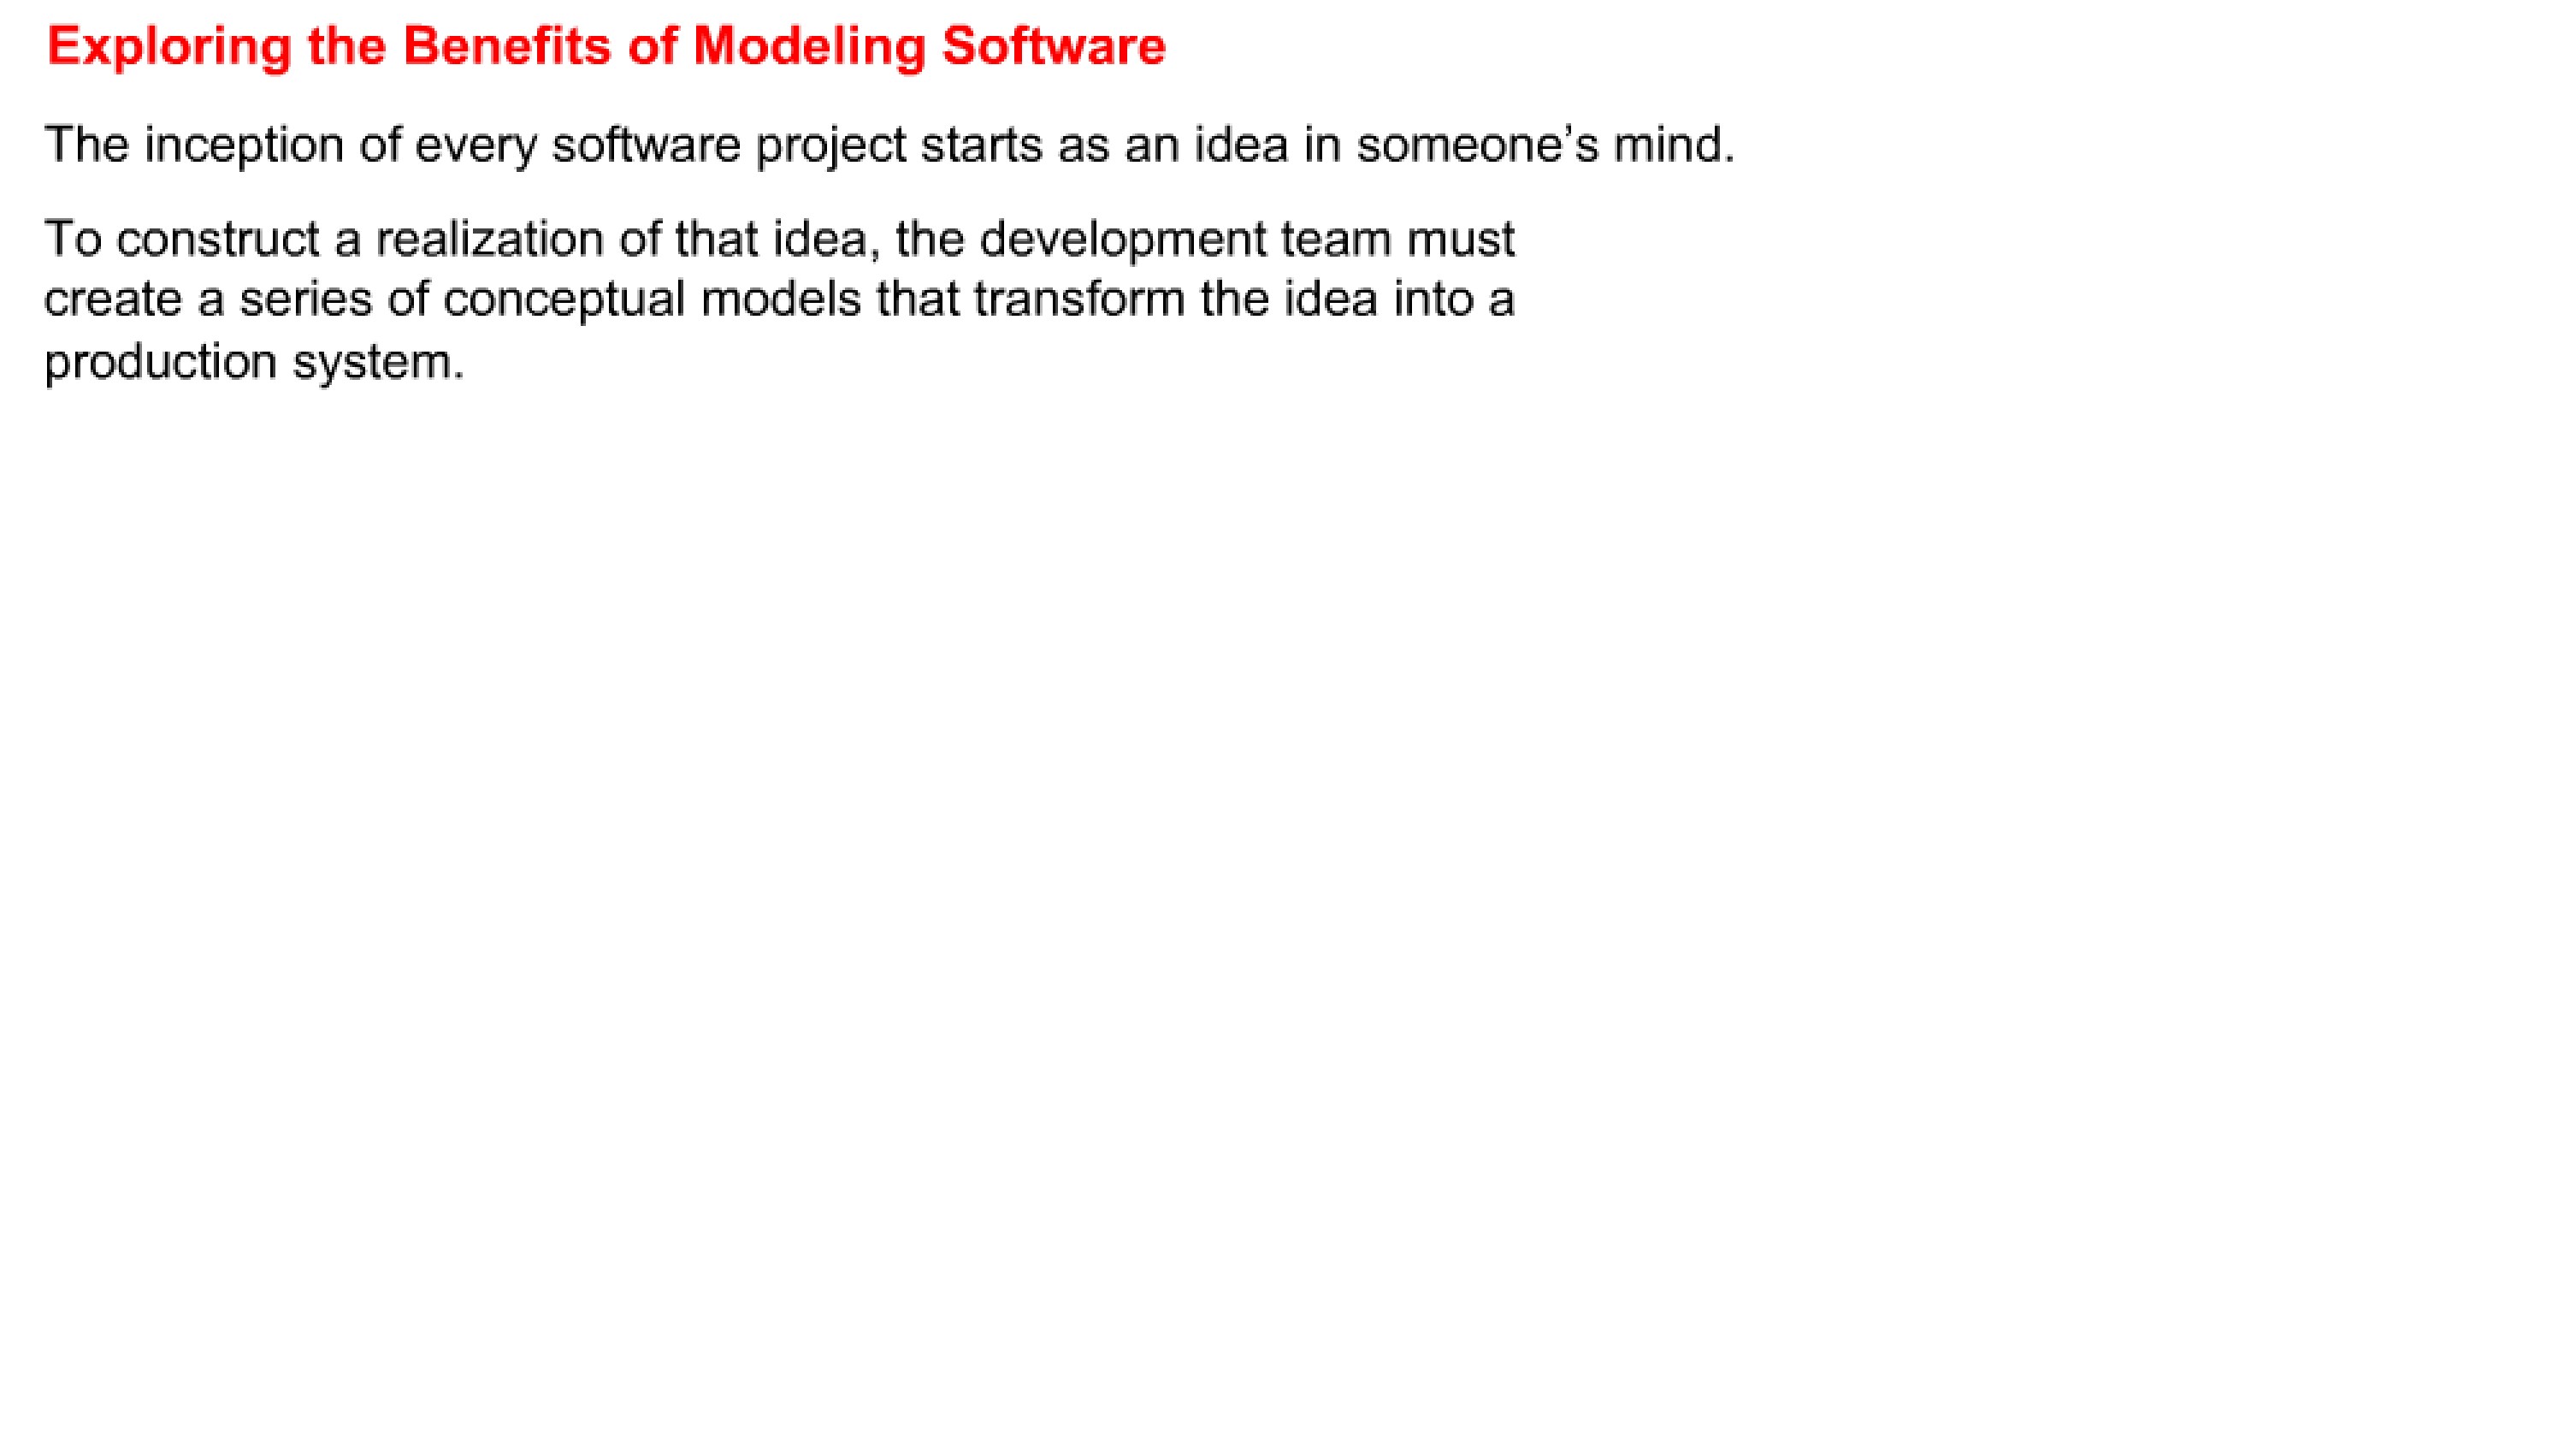 Exploring the Benefits of Modeling Software
The inception of every software project starts as an idea in someone’s mind.
To construct a realization of that idea, the development team must
create a series of conceptual models that transform the idea into a
production system.